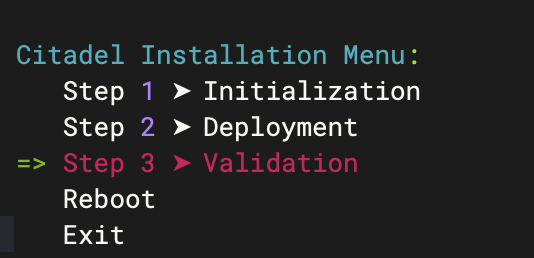 Citadel Installation Menu:
Step 1 ➤ Initialization
Step 2 ➤ Deployment
=> Step 3 ➤ Validation
Reboot
Exit